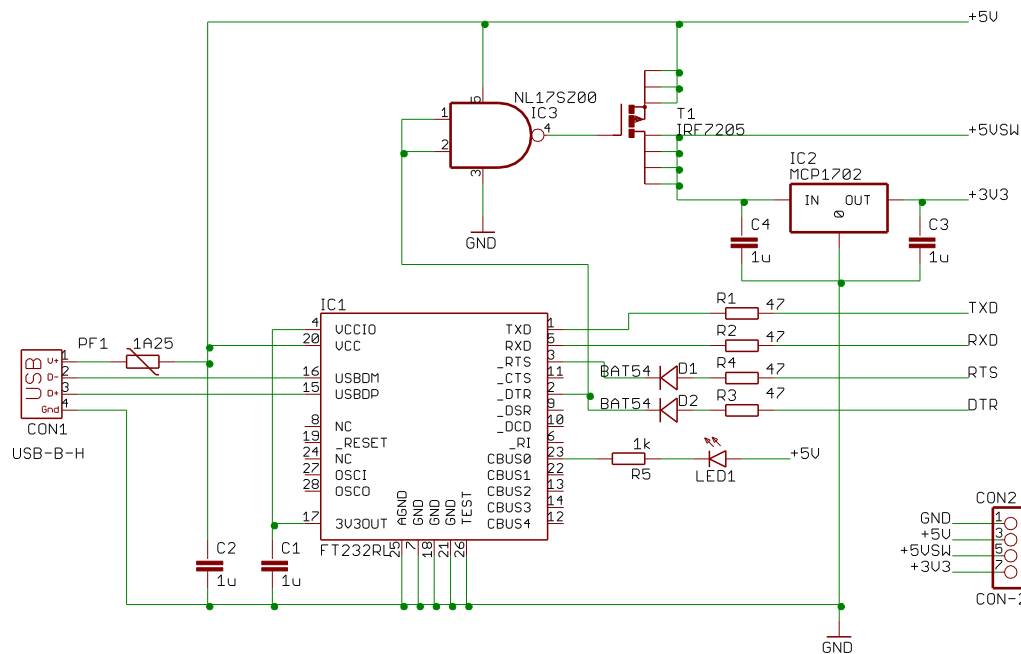 +5V
NL17SZ00
IC3
6
1
2
3
4
T1
IRF7205
+5VSW
IC2
MCP1702
IN
OUT
0
+3V3
C4
1u
C3
1u
GND
IC1
R1
47
TXD
R2
47
RXD
BAT54
D1
R4
47
RTS
BAT54
D2
R3
47
DTR
PF1
1A25
USB
V+
1
D-
2
D+
3
Gnd
4
CON1
USB-B-H
4
VCCIO
20
VCC
16
USBDM
15
USBDP
8
NC
19
_RESET
24
NC
27
OSCI
28
OSCO
17
3V3OUT
TXD
1
RXD
5
_RTS
3
_CTS
11
_DTR
2
_DSR
9
_DCD
10
_RI
6
CBUS0
23
CBUS1
22
CBUS2
13
CBUS3
14
CBUS4
12
AGND
GND
GND
GND
TEST
25
7
18
21
26
FT232RL
1k
R5
LED1
+5V
C2
1u
C1
1u
CON2
GND
1
+5V
3
+5VSW
5
+3V3
7
CON-2
GND